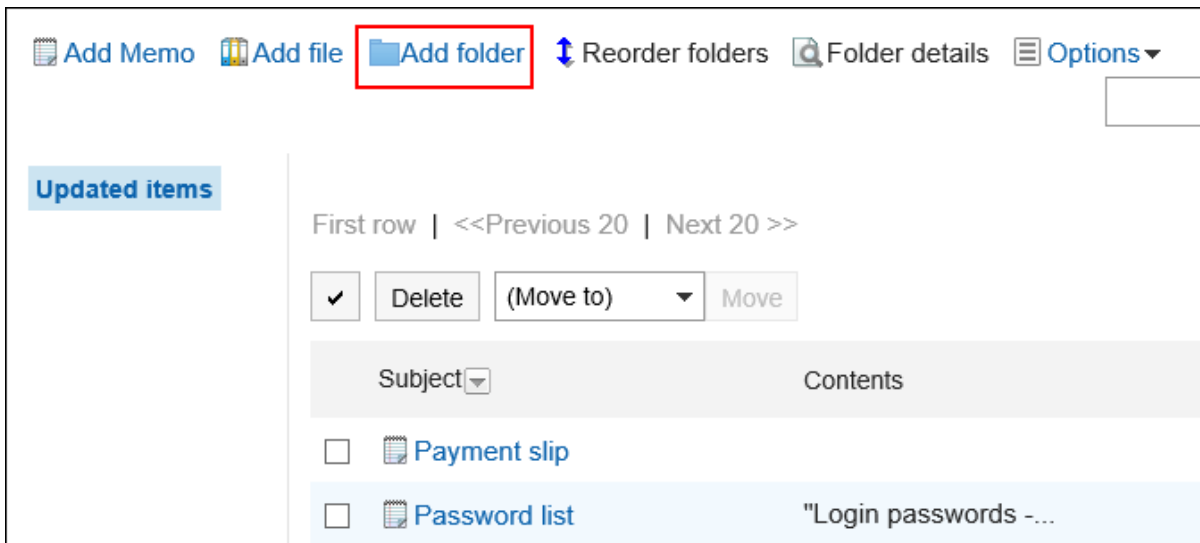 Add Memo Add file Add folder Reorder folders Folder details Options
Updated items
First row | <<Previous 20 | Next 20 >>
Delete (Move to) Move
Subject Contents
Payment slip
Password list "Login passwords -...